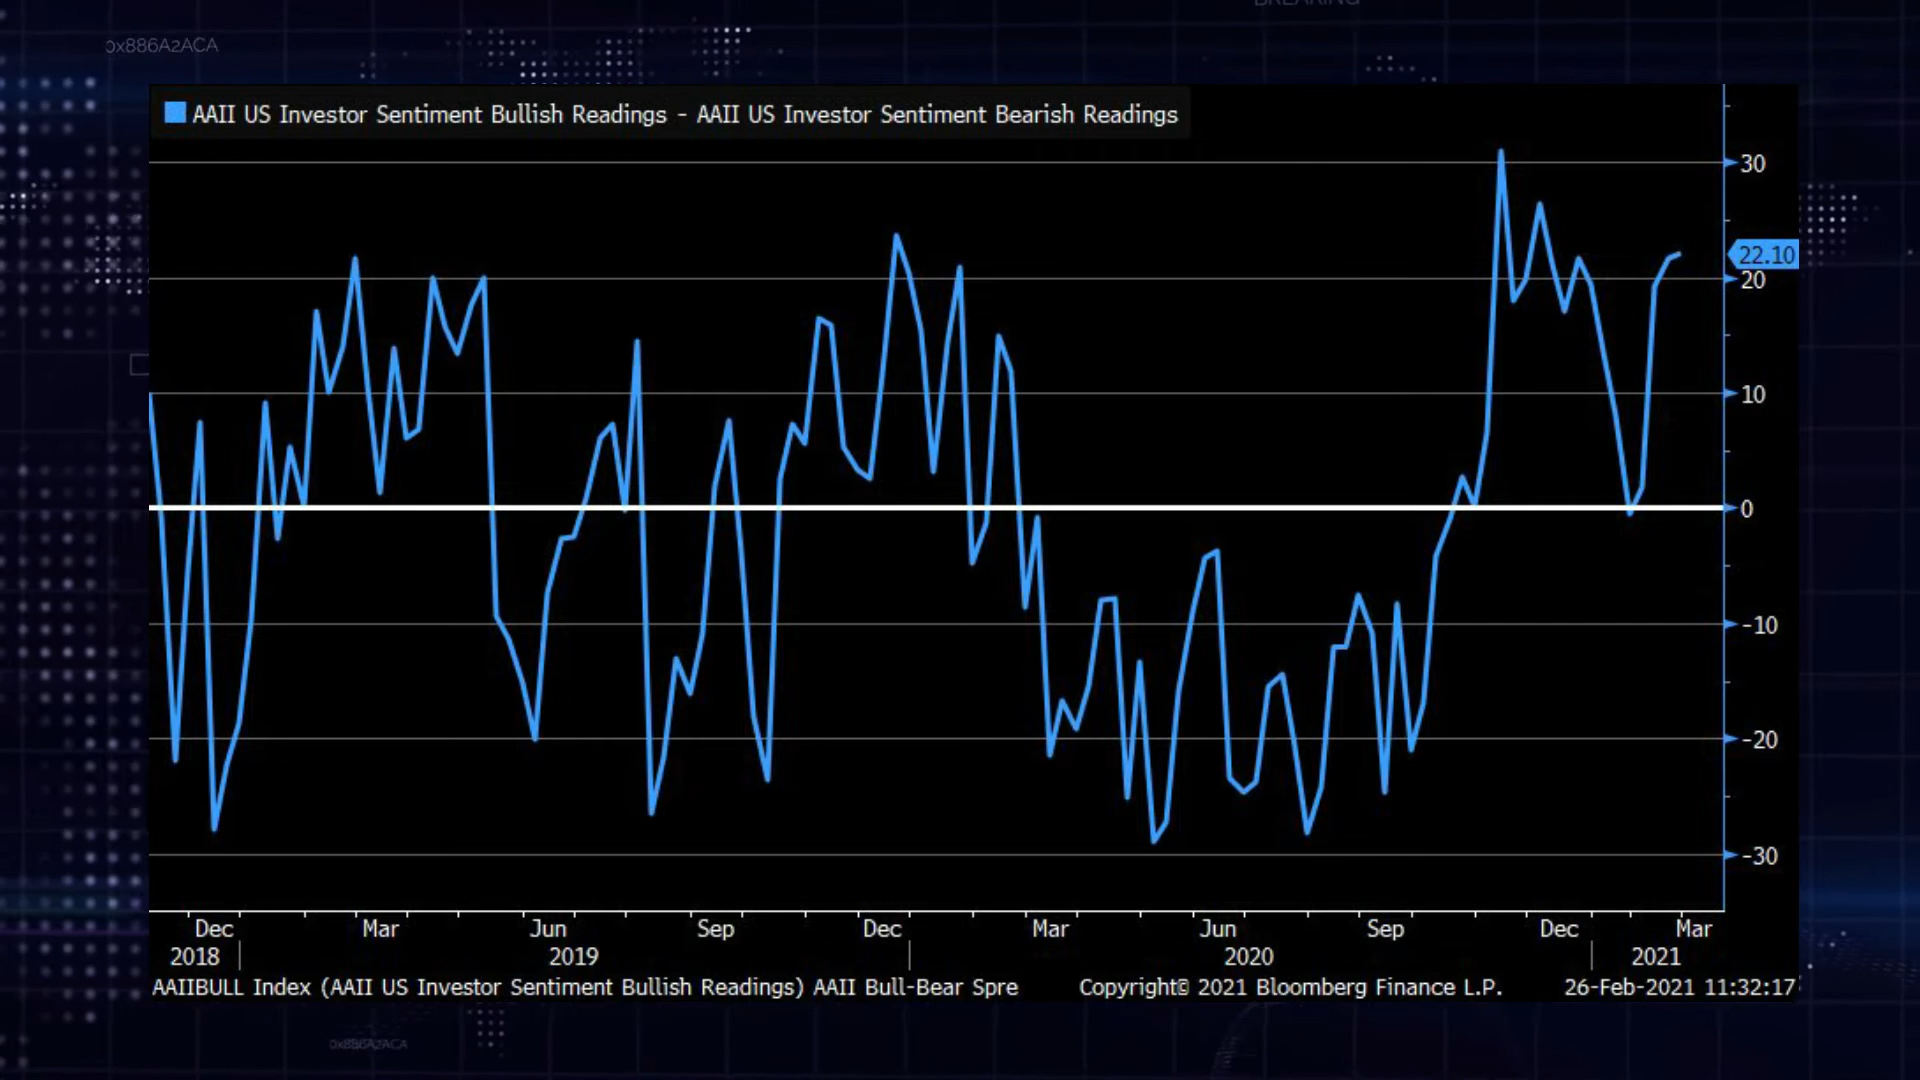 0x886A2ACA
BREAKING
AAII US Investor Sentiment Bullish Readings - AAII US Investor Sentiment Bearish Readings
30
22.10
20
10
0
-10
-20
-30
Dec Mar Jun Sep Dec Mar Jun Sep Dec Mar
2018 2019 2020 2021
AAIIBULL Index (AAII US Investor Sentiment Bullish Readings) AAII Bull-Bear Spre Copyright© 2021 Bloomberg Finance L.P. 26-Feb-2021 11:32:17
0x886A2ACA